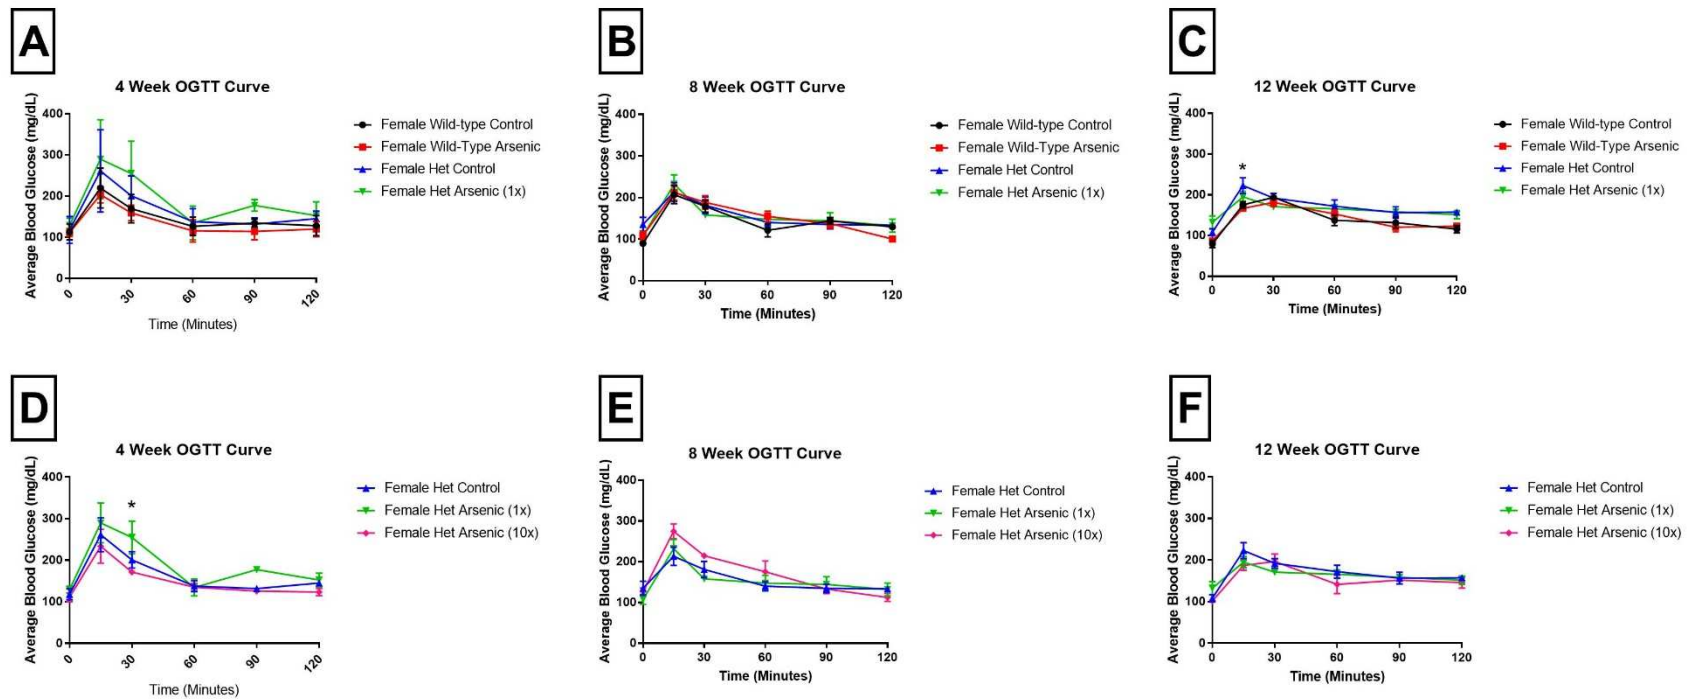 A
4 Week OGTT Curve
Average Blood Glucose (mg/dL)
400
300
200
100
0
0
30
60
90
120
Time (Minutes)
Female Wild-type Control
Female Wild-Type Arsenic
Female Het Control
Female Het Arsenic (1x)
B
8 Week OGTT Curve
Average Blood Glucose (mg/dL)
400
300
200
100
0
0
30
60
90
120
Time (Minutes)
Female Wild-type Control
Female Wild-Type Arsenic
Female Het Control
Female Het Arsenic (1x)
C
12 Week OGTT Curve
Average Blood Glucose (mg/dL)
400
300
200
100
0
*
0
30
60
90
120
Time (Minutes)
Female Wild-type Control
Female Wild-Type Arsenic
Female Het Control
Female Het Arsenic (1x)
D
4 Week OGTT Curve
Average Blood Glucose (mg/dL)
400
300
200
100
0
*
0
30
60
90
120
Time (Minutes)
Female Het Control
Female Het Arsenic (1x)
Female Het Arsenic (10x)
E
8 Week OGTT Curve
Average Blood Glucose (mg/dL)
400
300
200
100
0
0
30
60
90
120
Time (Minutes)
Female Het Control
Female Het Arsenic (1x)
Female Het Arsenic (10x)
F
12 Week OGTT Curve
Average Blood Glucose (mg/dL)
400
300
200
100
0
0
30
60
90
120
Time (Minutes)
Female Het Control
Female Het Arsenic (1x)
Female Het Arsenic (10x)